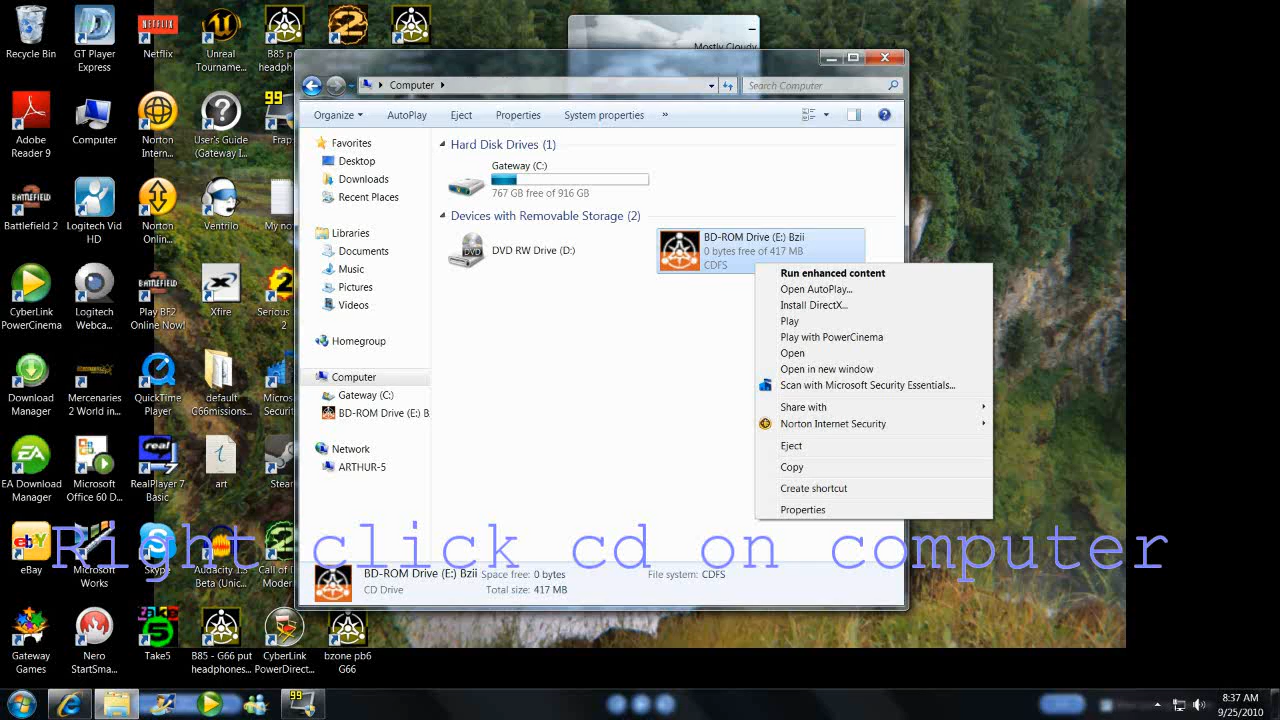 Recycle Bin
GT Player Express
Netflix
Unreal Tourname...
B85 p headphon
Mostly Cloudy
Computer
Search Computer
Organize
AutoPlay
Eject
Properties
System properties
»
Adobe Reader 9
Computer
Norton Intern...
User's Guide (Gateway I...
99
Frap
Battlefield 2
Logitech Vid HD
Norton Online...
Ventrilo
My no
CyberLink PowerCinema
Logitech Webca...
Play BF2 Online Now!
Xfire
Serious 2
Download Manager
Mercenaries 2 World in...
QuickTime Player
default G66missions...
Micros Securit
EA Download Manager
Microsoft Office 60 D...
RealPlayer 7 Basic
art
Stear
eBay
Microsoft Works
Skype
Audacity 1.3 Beta (Unic...
Call of D Moder
Gateway Games
Nero StartSma...
Take5
B85 - G66 put headphones...
CyberLink PowerDirect...
bzone pb6 G66
Favorites
Desktop
Downloads
Recent Places
Libraries
Documents
Music
Pictures
Videos
Homegroup
Computer
Gateway (C:)
BD-ROM Drive (E:) B
Network
ARTHUR-5
Hard Disk Drives (1)
Gateway (C:)
767 GB free of 916 GB
Devices with Removable Storage (2)
DVD RW Drive (D:)
BD-ROM Drive (E:) Bzii
0 bytes free of 417 MB
CDFS
Run enhanced content
Open AutoPlay...
Install DirectX...
Play
Play with PowerCinema
Open
Open in new window
Scan with Microsoft Security Essentials...
Share with
Norton Internet Security
Eject
Copy
Create shortcut
Properties
Right click cd on computer
BD-ROM Drive (E:) Bzii Space free: 0 bytes File system: CDFS
CD Drive Total size: 417 MB
99
8:37 AM
9/25/2010